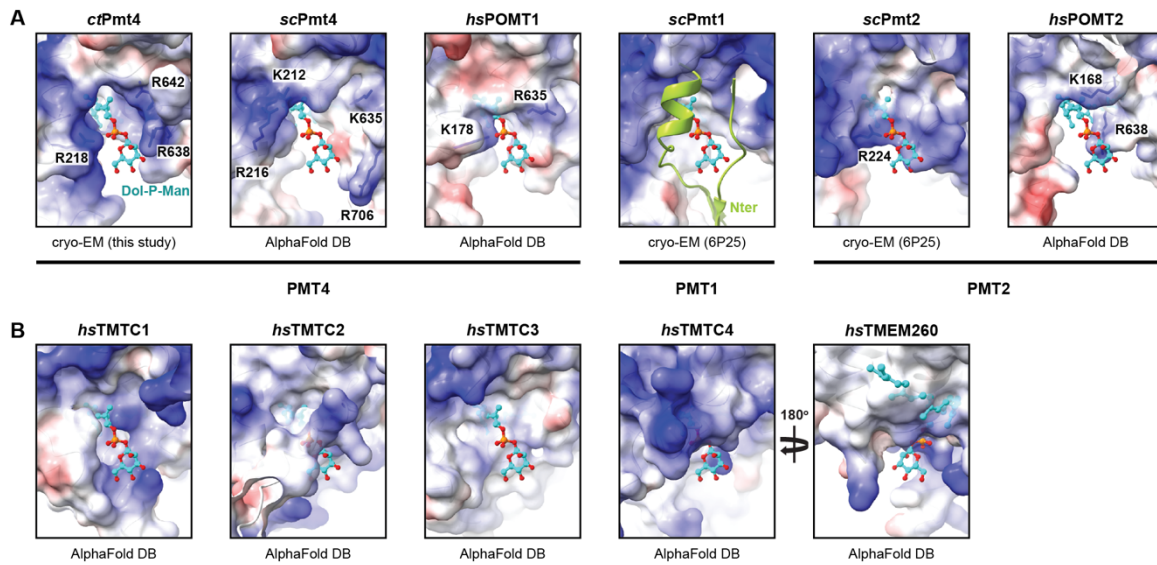 A
ctPmt4 scPmt4 hsPOMT1 scPmt1 scPmt2 hsPOMT2
R642
R638
R218
Dol-P-Man
K212
K635
R216
R706
R635
K178
Nter
R224
K168
R638
cryo-EM (this study) AlphaFold DB AlphaFold DB cryo-EM (6P25) cryo-EM (6P25) AlphaFold DB
PMT4 PMT1 PMT2
B
hsTMTC1 hsTMTC2 hsTMTC3 hsTMTC4 hsTMEM260
180°
AlphaFold DB AlphaFold DB AlphaFold DB AlphaFold DB AlphaFold DB